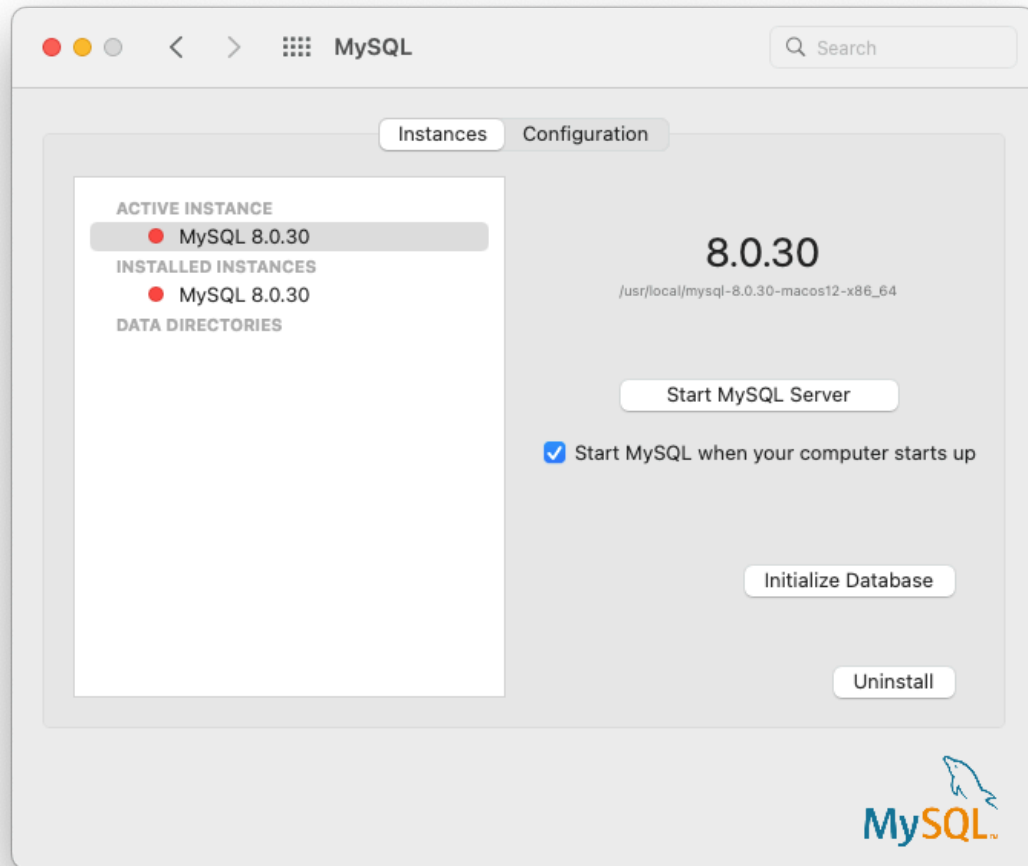 MySQL
Search
Instances
Configuration
ACTIVE INSTANCE
MySQL 8.0.30
INSTALLED INSTANCES
MySQL 8.0.30
DATA DIRECTORIES
8.0.30
/usr/local/mysql-8.0.30-macos12-x86_64
Start MySQL Server
Start MySQL when your computer starts up
Initialize Database
Uninstall
MySQL™